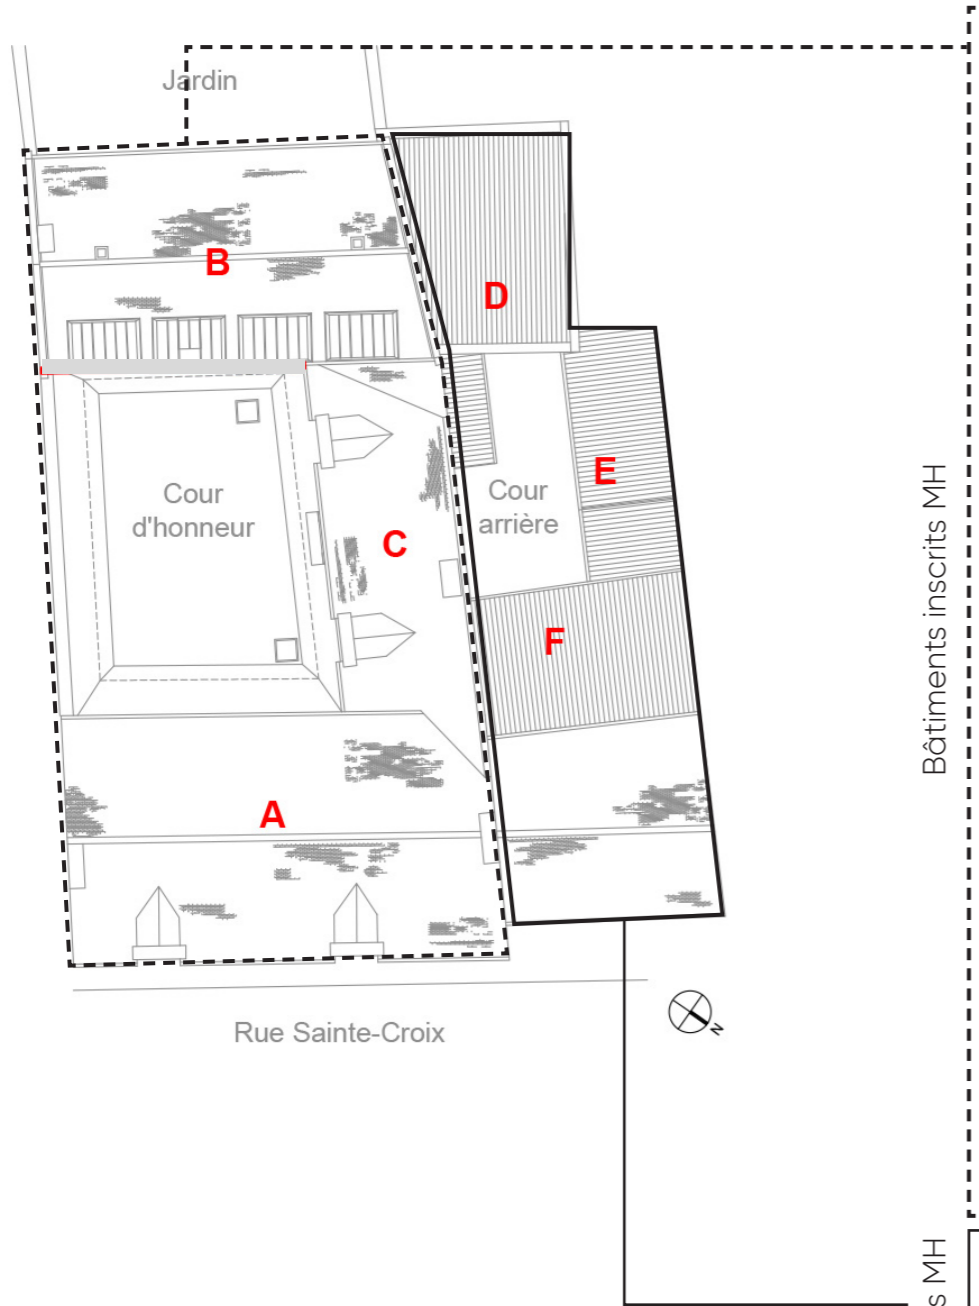 Jardin
B
D
Cour
d'honneur
C
Cour
arrière
E
F
A
Rue Sainte-Croix
N
Bâtiments inscrits MH
s MH